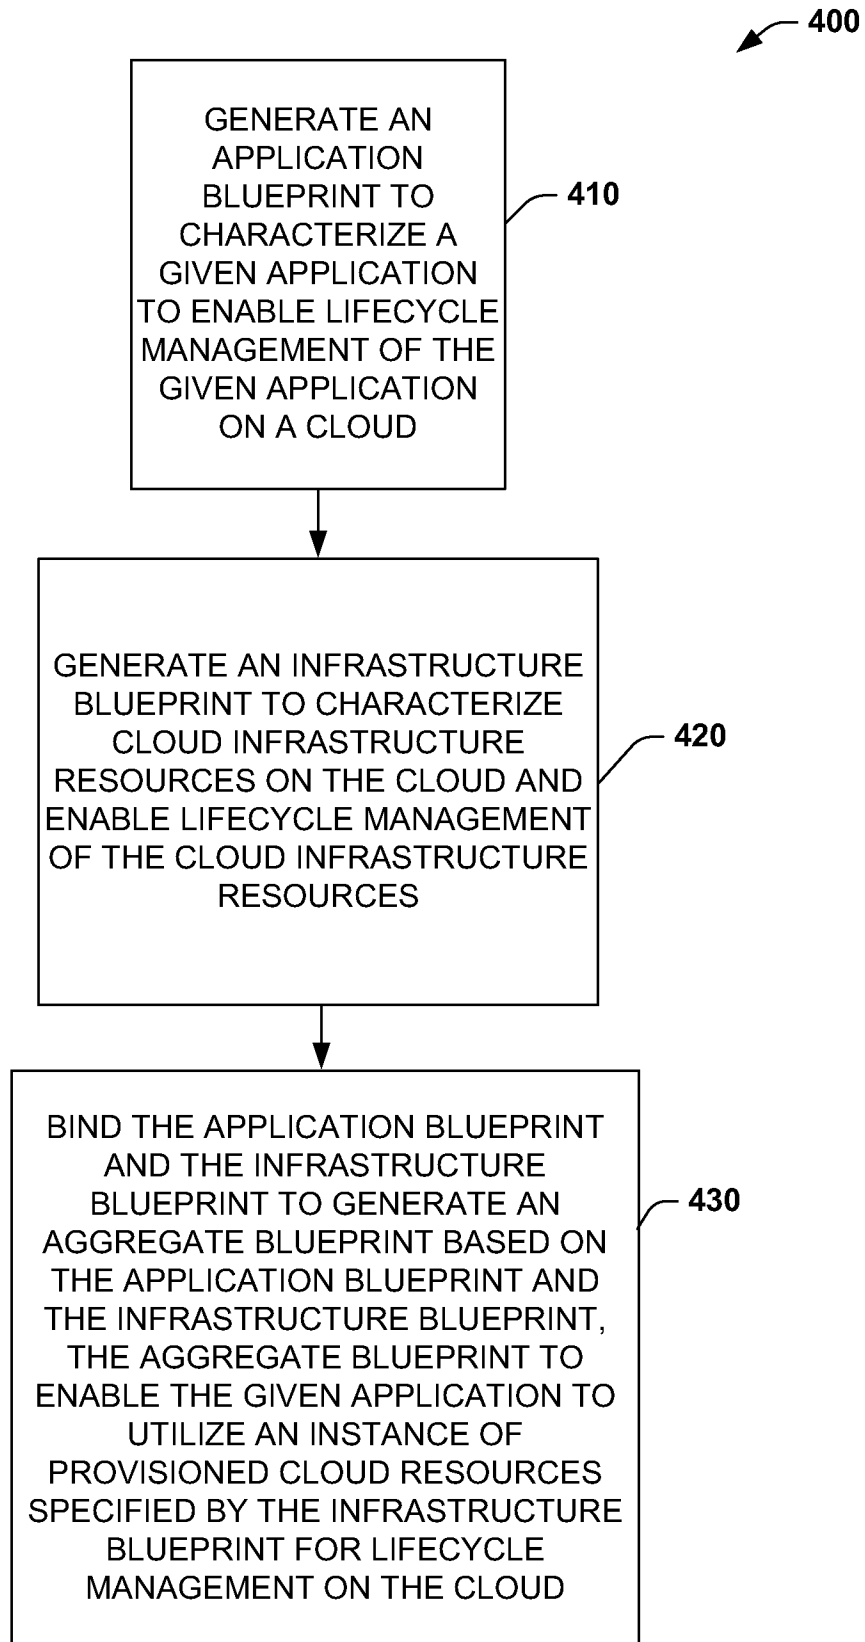 400
GENERATE AN
APPLICATION
BLUEPRINT TO
CHARACTERIZE A
GIVEN APPLICATION
TO ENABLE LIFECYCLE
MANAGEMENT OF THE
GIVEN APPLICATION
ON A CLOUD
410
GENERATE AN INFRASTRUCTURE
BLUEPRINT TO CHARACTERIZE
CLOUD INFRASTRUCTURE
RESOURCES ON THE CLOUD AND
ENABLE LIFECYCLE MANAGEMENT
OF THE CLOUD INFRASTRUCTURE
RESOURCES
420
BIND THE APPLICATION BLUEPRINT
AND THE INFRASTRUCTURE
BLUEPRINT TO GENERATE AN
AGGREGATE BLUEPRINT BASED ON
THE APPLICATION BLUEPRINT AND
THE INFRASTRUCTURE BLUEPRINT,
THE AGGREGATE BLUEPRINT TO
ENABLE THE GIVEN APPLICATION TO
UTILIZE AN INSTANCE OF
PROVISIONED CLOUD RESOURCES
SPECIFIED BY THE INFRASTRUCTURE
BLUEPRINT FOR LIFECYCLE
MANAGEMENT ON THE CLOUD
430